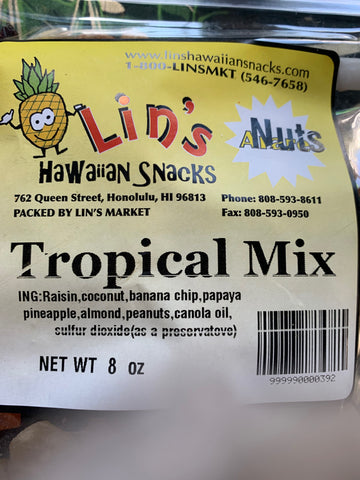 www.linshawaiiansnacks.com
1-800-LINSMKT (546-7658)
Lin's
Nuts
HaWaiian SNACKS
762 Queen Street, Honolulu, HI 96813
Phone: 808-593-8611
PACKED BY LIN'S MARKET
Fax: 808-593-0950
Tropical Mix
ING:Raisin,coconut,banana chip,papaya
pineapple,almond,peanuts,canola oil,
sulfur dioxide(as a preservatove)
NET WT 8 oz
999990000392